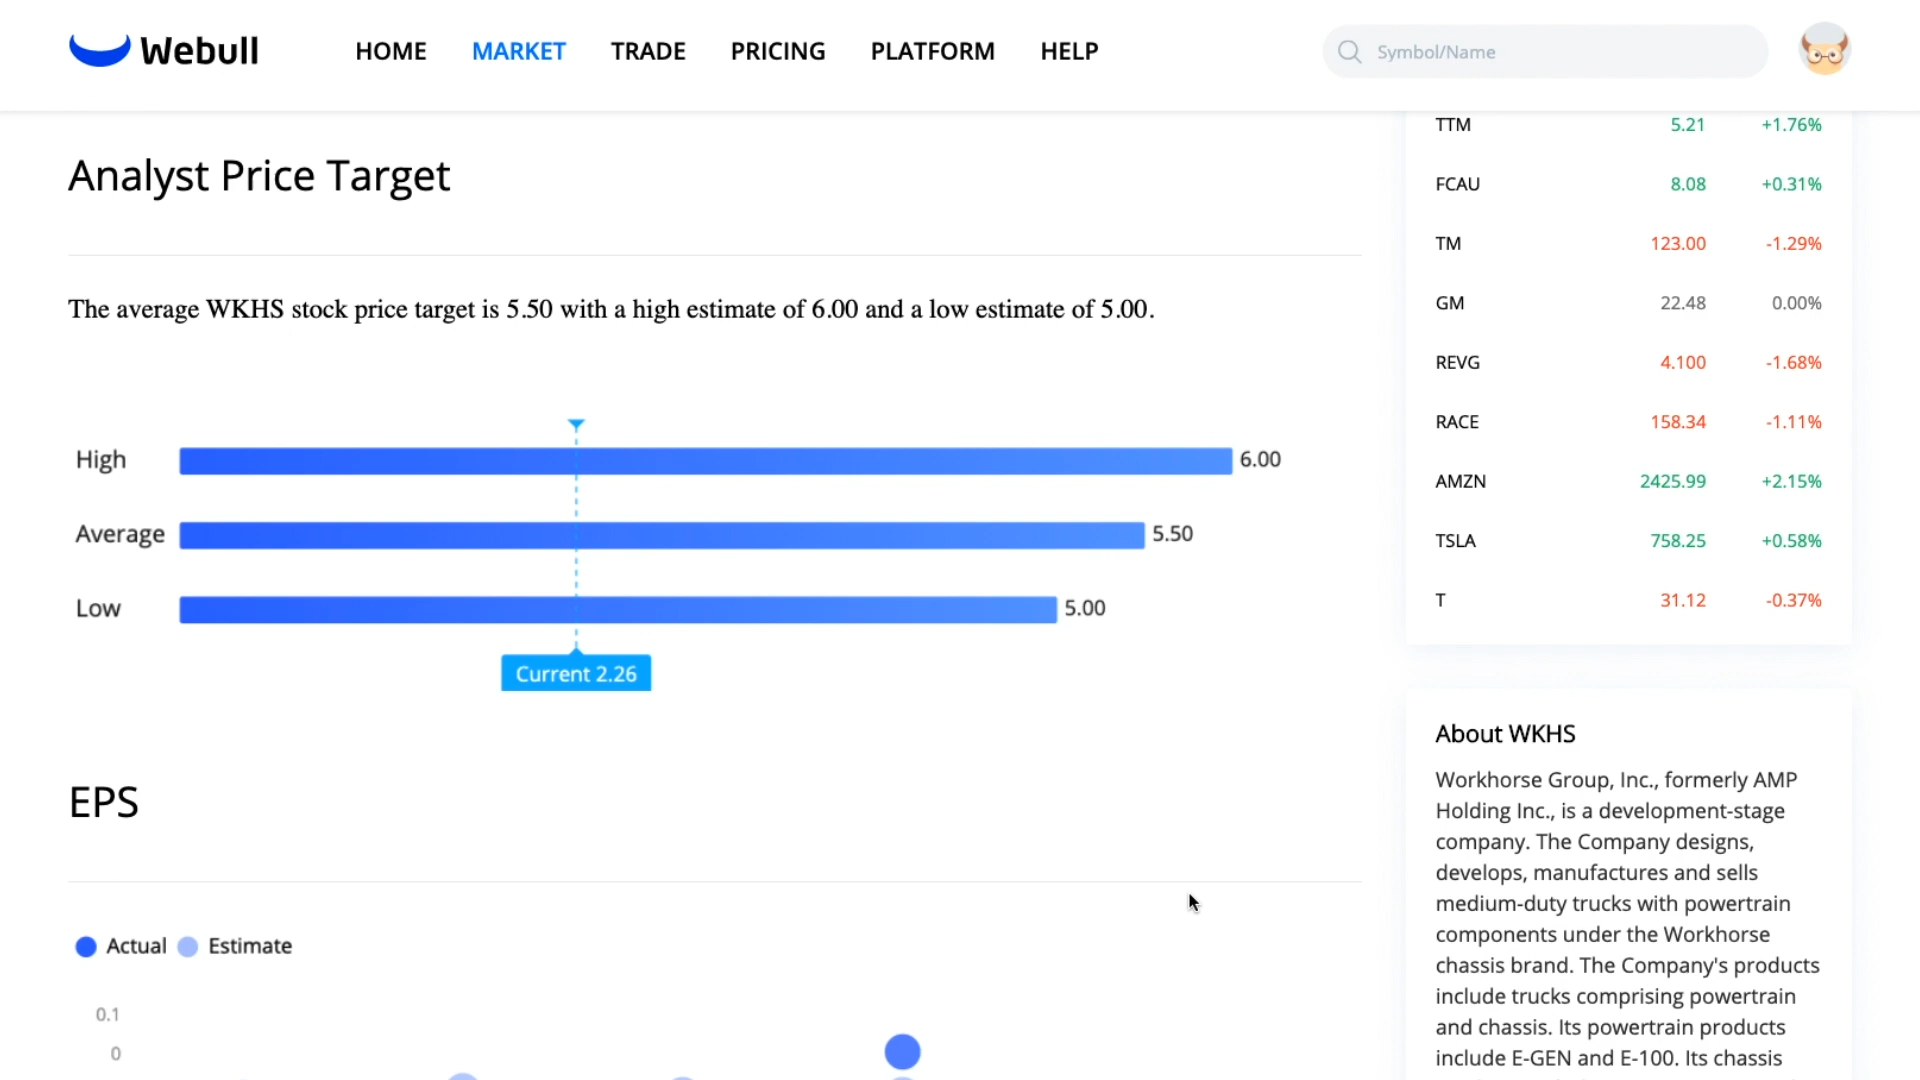 Webull
HOME MARKET TRADE PRICING PLATFORM HELP
Symbol/Name
Analyst Price Target
The average WKHS stock price target is 5.50 with a high estimate of 6.00 and a low estimate of 5.00.
High 6.00
Average 5.50
Low 5.00
Current 2.26
EPS
Actual Estimate
0.1
0
TTM 5.21 +1.76%
FCAU 8.08 +0.31%
TM 123.00 -1.29%
GM 22.48 0.00%
REVG 4.100 -1.68%
RACE 158.34 -1.11%
AMZN 2425.99 +2.15%
TSLA 758.25 +0.58%
T 31.12 -0.37%
About WKHS
Workhorse Group, Inc., formerly AMP
Holding Inc., is a development-stage
company. The Company designs,
develops, manufactures and sells
medium-duty trucks with powertrain
components under the Workhorse
chassis brand. The Company's products
include trucks comprising powertrain
and chassis. Its powertrain products
include E-GEN and E-100. Its chassis